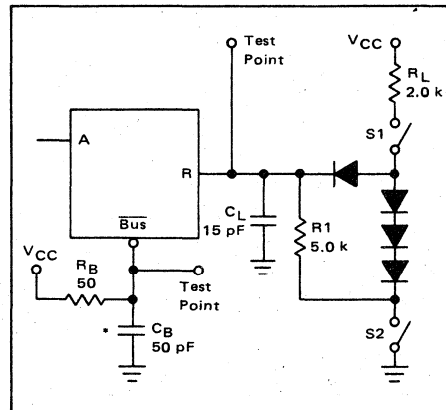 Test
Point
VCC
RL
2.0 k
S1
A
R
Bus
CL
15 pF
R1
5.0 k
VCC
RB
50
Test
Point
* CB
50 pF
S2